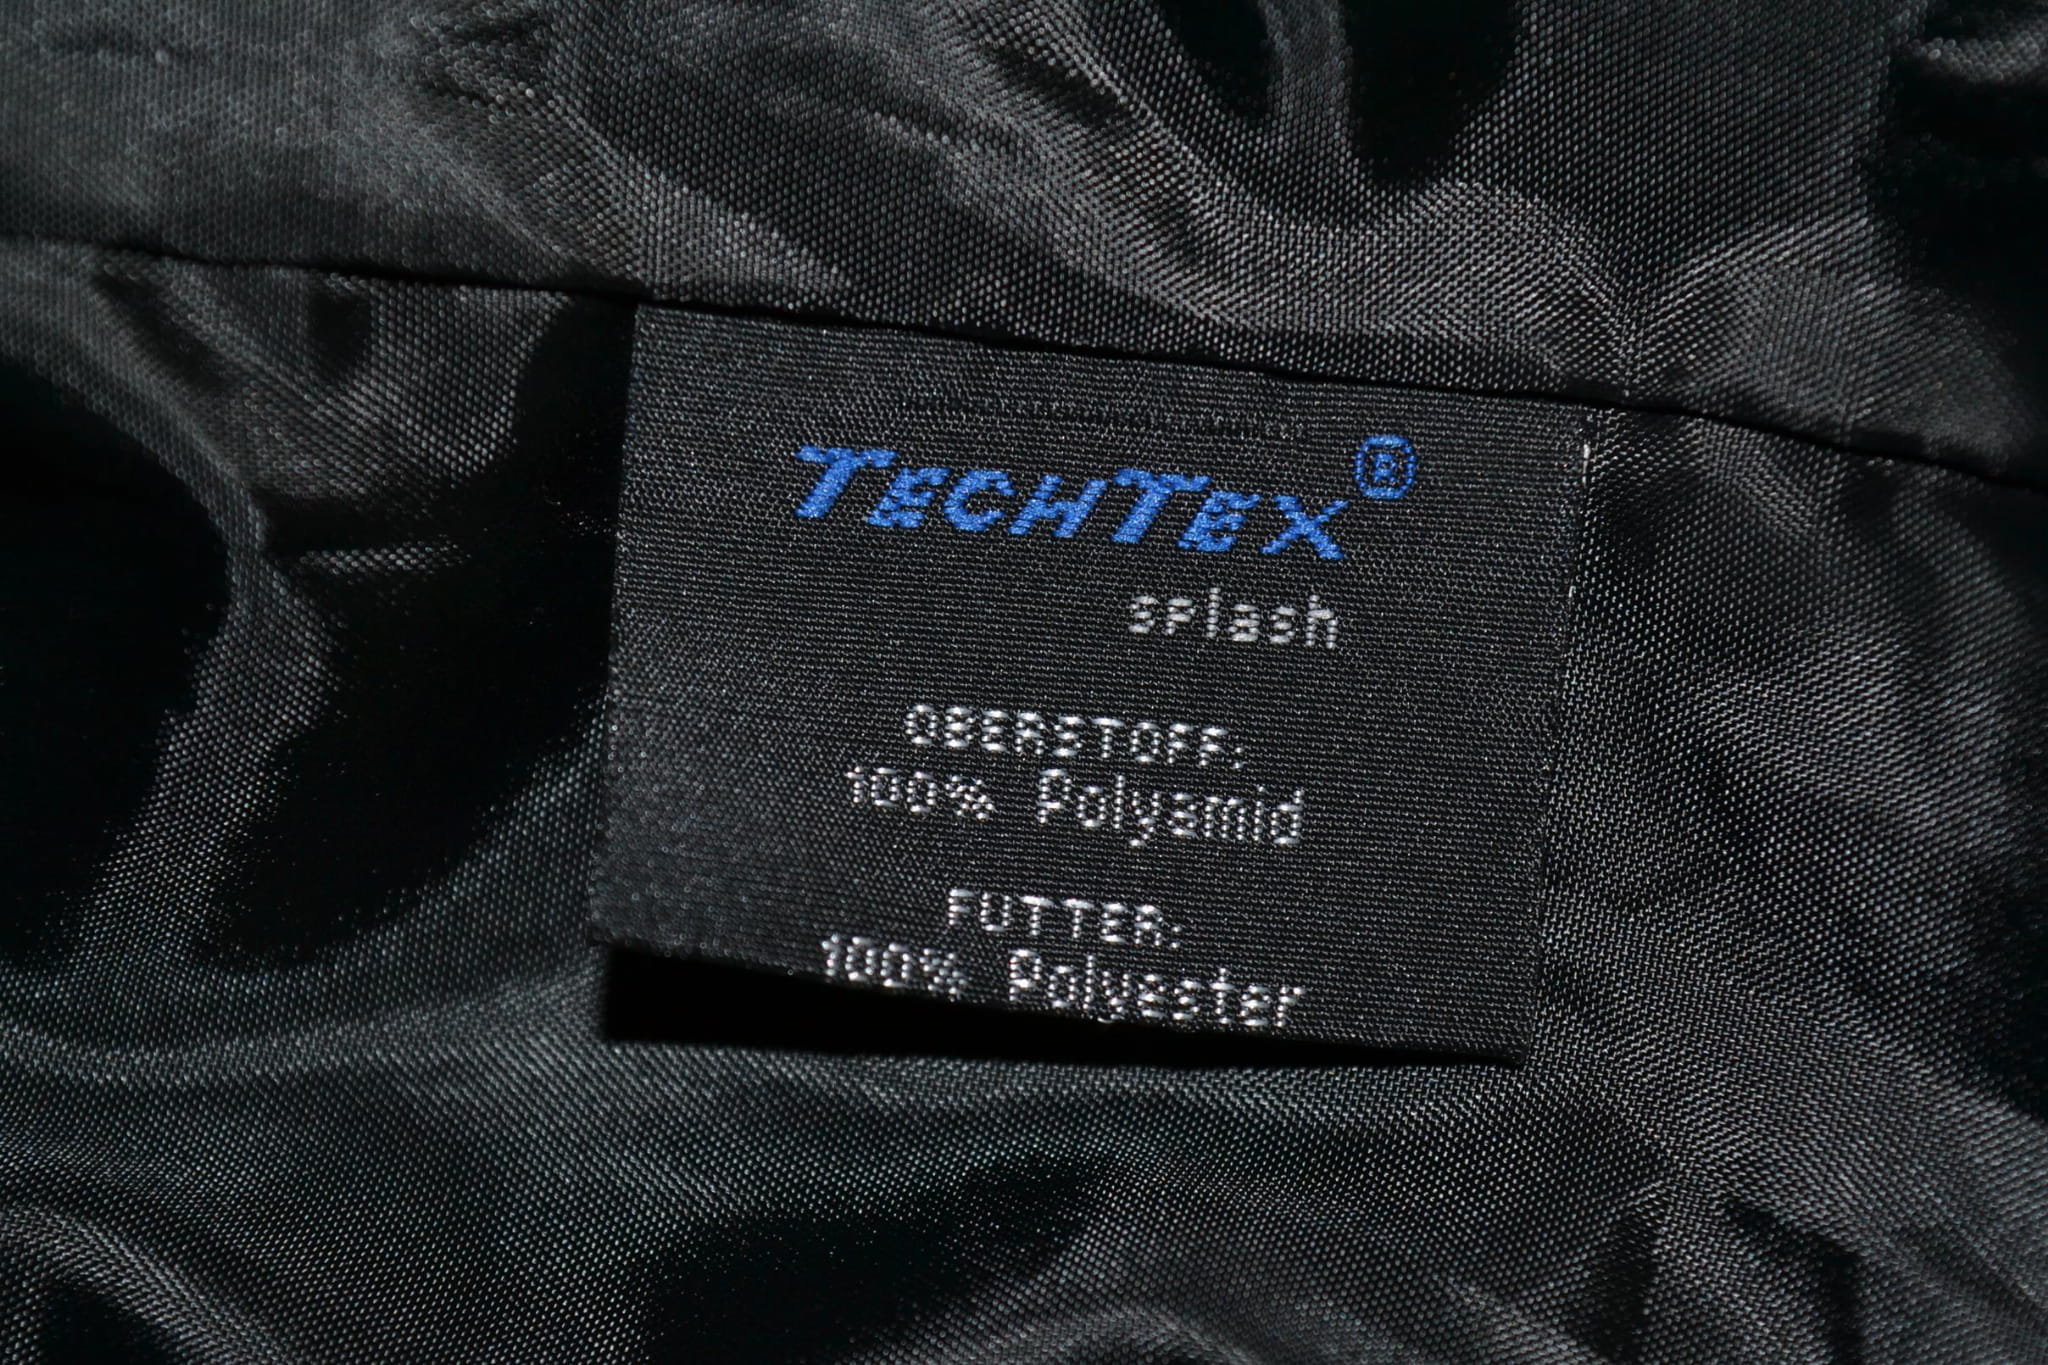 TECHTEX®
splash
OBERSTOFF:
100% Polyamid
FUTTER:
100% Polyester